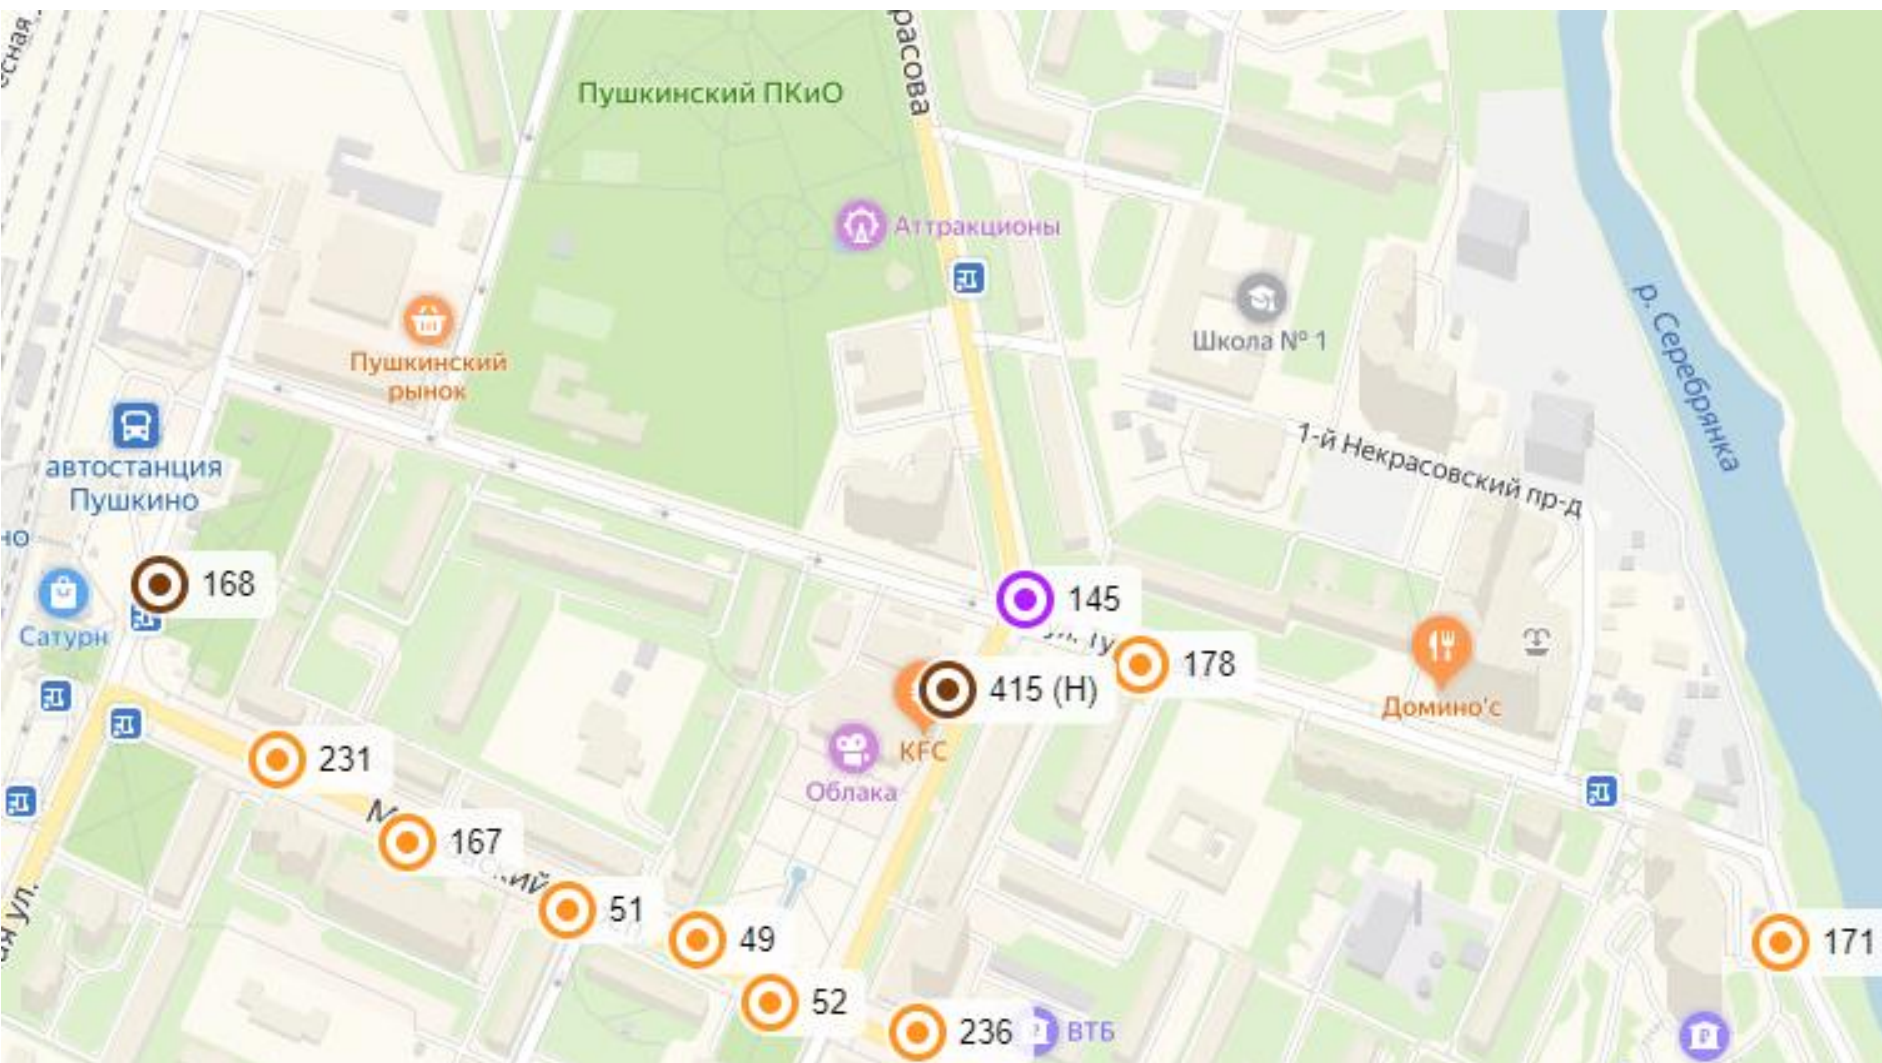 Пушкинский ПКиО
Аттракционы
Школа № 1
р. Серебрянка
Пушкинский
рынок
1-й Некрасовский пр-д
автостанция
Пушкино
168
Сатурн
145
178
415 (Н)
Домино'с
KFC
Облака
231
167
51
49
52
236
ВТБ
171